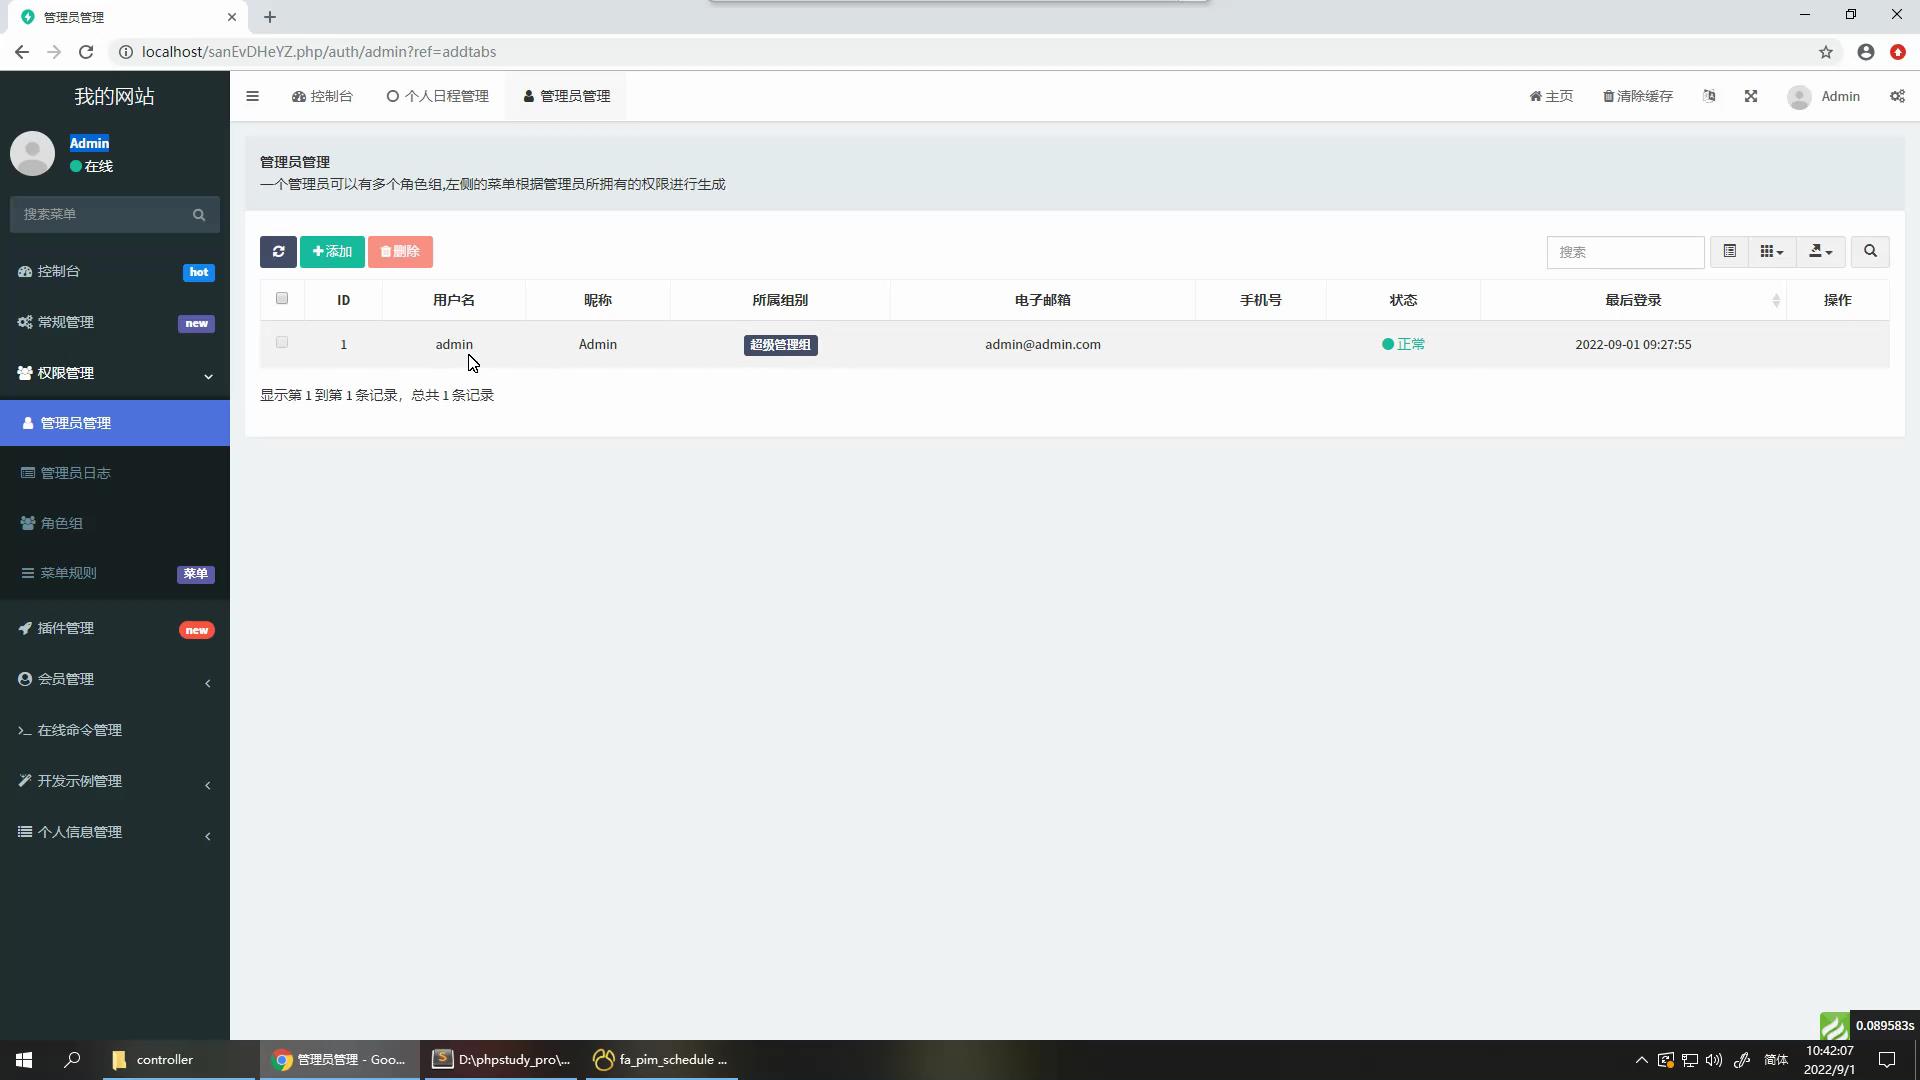 管理员管理
localhost/sanEvDHeYZ.php/auth/admin?ref=addtabs
我的网站
控制台
个人日程管理
管理员管理
主页
清除缓存
Admin
Admin
在线
搜索菜单
控制台 hot
常规管理 new
权限管理
管理员管理
管理员日志
角色组
菜单规则 菜单
插件管理 new
会员管理
在线命令管理
开发示例管理
个人信息管理
管理员管理
一个管理员可以有多个角色组,左侧的菜单根据管理员所拥有的权限进行生成
添加
删除
搜索
ID 用户名 昵称 所属组别 电子邮箱 手机号 状态 最后登录 操作
1 admin Admin 超级管理组 admin@admin.com 正常 2022-09-01 09:27:55
显示第 1 到第 1 条记录，总共 1 条记录
0.089583s
controller
管理员管理 - Goo...
D:\phpstudy_pro\...
fa_pim_schedule ...
简体
10:42:07
2022/9/1